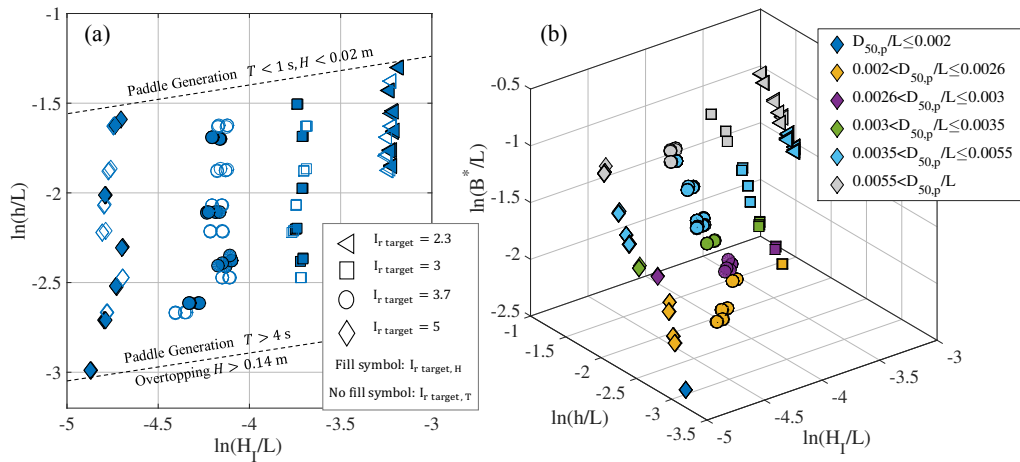 (a)
-1
-1.5
-2
-2.5
-3
ln(h/L)
-5
-4.5
-4
-3.5
-3
ln(H_I/L)
Paddle Generation T < 1 s, H < 0.02 m
Paddle Generation T > 4 s
Overtopping H > 0.14 m
I_r target = 2.3
I_r target = 3
I_r target = 3.7
I_r target = 5
Fill symbol: I_r target, H
No fill symbol: I_r target, T
(b)
-0.5
-1
-1.5
-2
-2.5
ln(B^*/L)
-1
-1.5
-2
-2.5
-3
-3.5
ln(h/L)
-5
-4.5
-4
-3.5
-3
ln(H_I/L)
D_50,p/L≤0.002
0.002<D_50,p/L≤0.0026
0.0026<D_50,p/L≤0.003
0.003<D_50,p/L≤0.0035
0.0035<D_50,p/L≤0.0055
0.0055<D_50,p/L